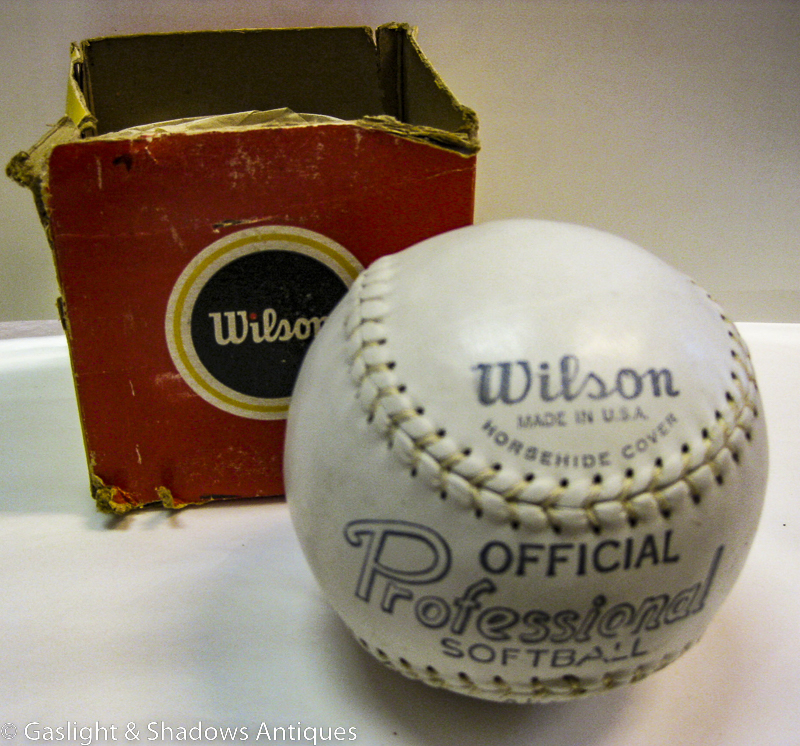 Wilson
Wilson
MADE IN U.S.A.
HORSEHIDE COVER
OFFICIAL
Professional
SOFTBALL
© Gaslight & Shadows Antiques